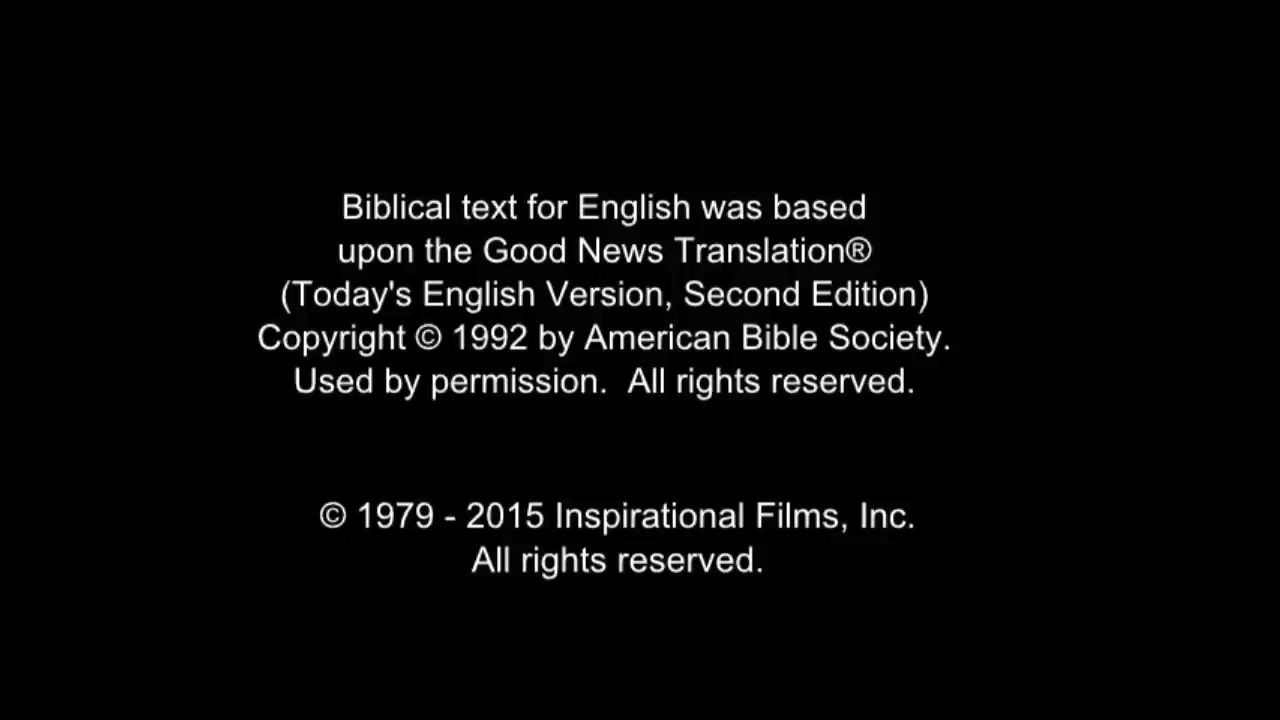 Biblical text for English was based
upon the Good News Translation®
(Today's English Version, Second Edition)
Copyright © 1992 by American Bible Society.
Used by permission.  All rights reserved.
© 1979 - 2015 Inspirational Films, Inc.
All rights reserved.